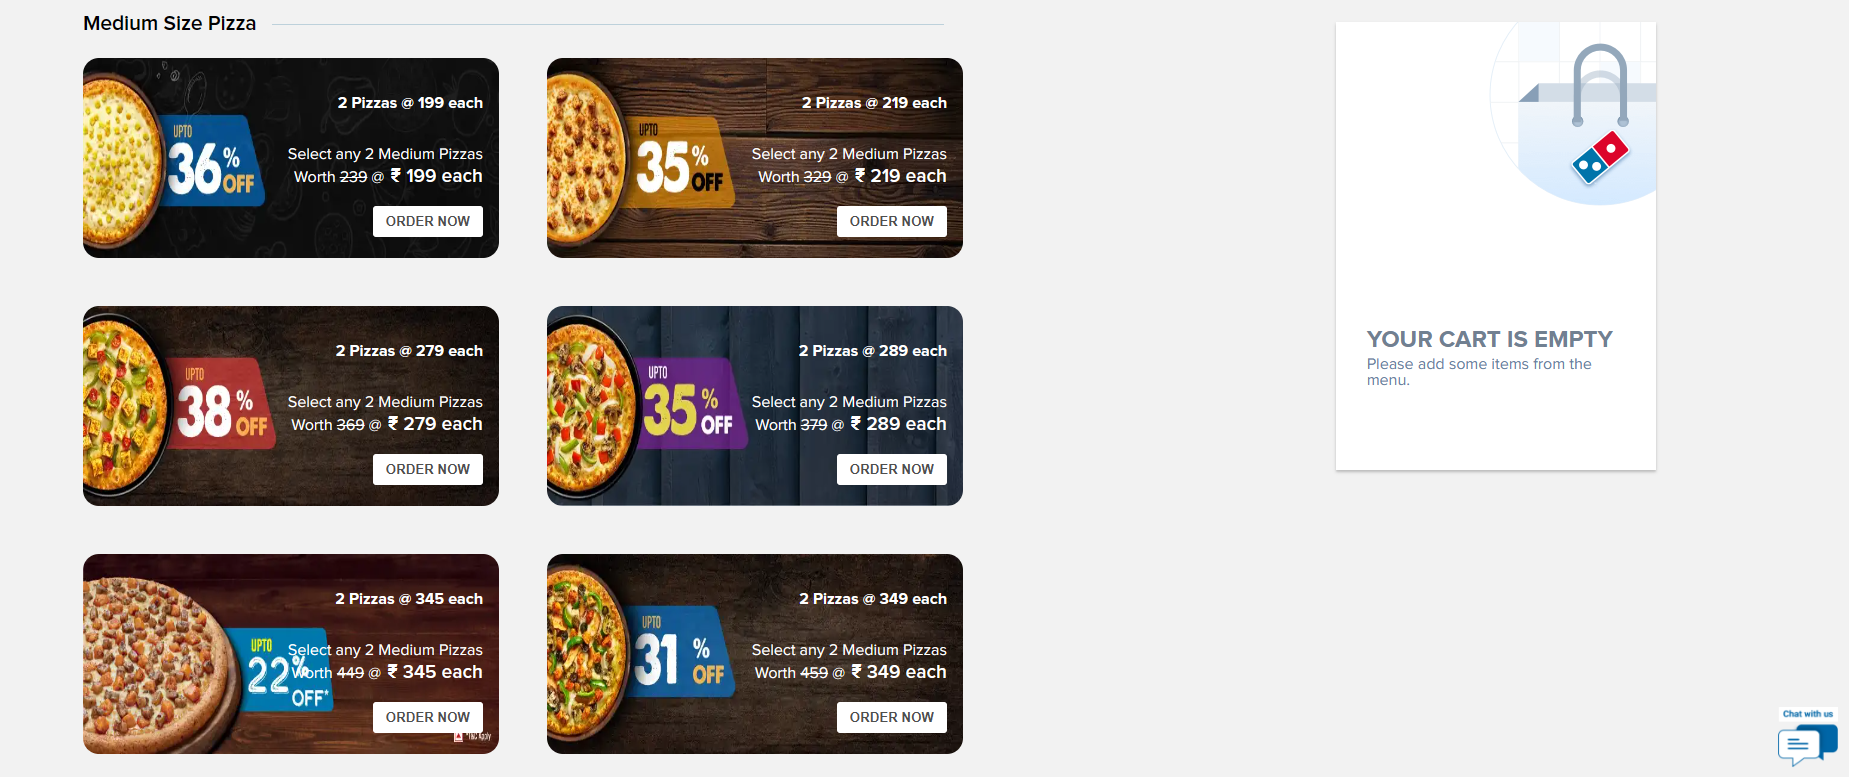 Medium Size Pizza
2 Pizzas @ 199 each
UPTO
36% OFF
Select any 2 Medium Pizzas
Worth 239 @ ₹ 199 each
ORDER NOW
2 Pizzas @ 219 each
UPTO
35% OFF
Select any 2 Medium Pizzas
Worth 329 @ ₹ 219 each
ORDER NOW
2 Pizzas @ 279 each
UPTO
38% OFF
Select any 2 Medium Pizzas
Worth 369 @ ₹ 279 each
ORDER NOW
2 Pizzas @ 289 each
UPTO
35% OFF
Select any 2 Medium Pizzas
Worth 379 @ ₹ 289 each
ORDER NOW
2 Pizzas @ 345 each
UPTO
22% OFF*
Select any 2 Medium Pizzas
Worth 449 @ ₹ 345 each
ORDER NOW
*T&C Apply
2 Pizzas @ 349 each
UPTO
31% OFF
Select any 2 Medium Pizzas
Worth 459 @ ₹ 349 each
ORDER NOW
YOUR CART IS EMPTY
Please add some items from the
menu.
Chat with us